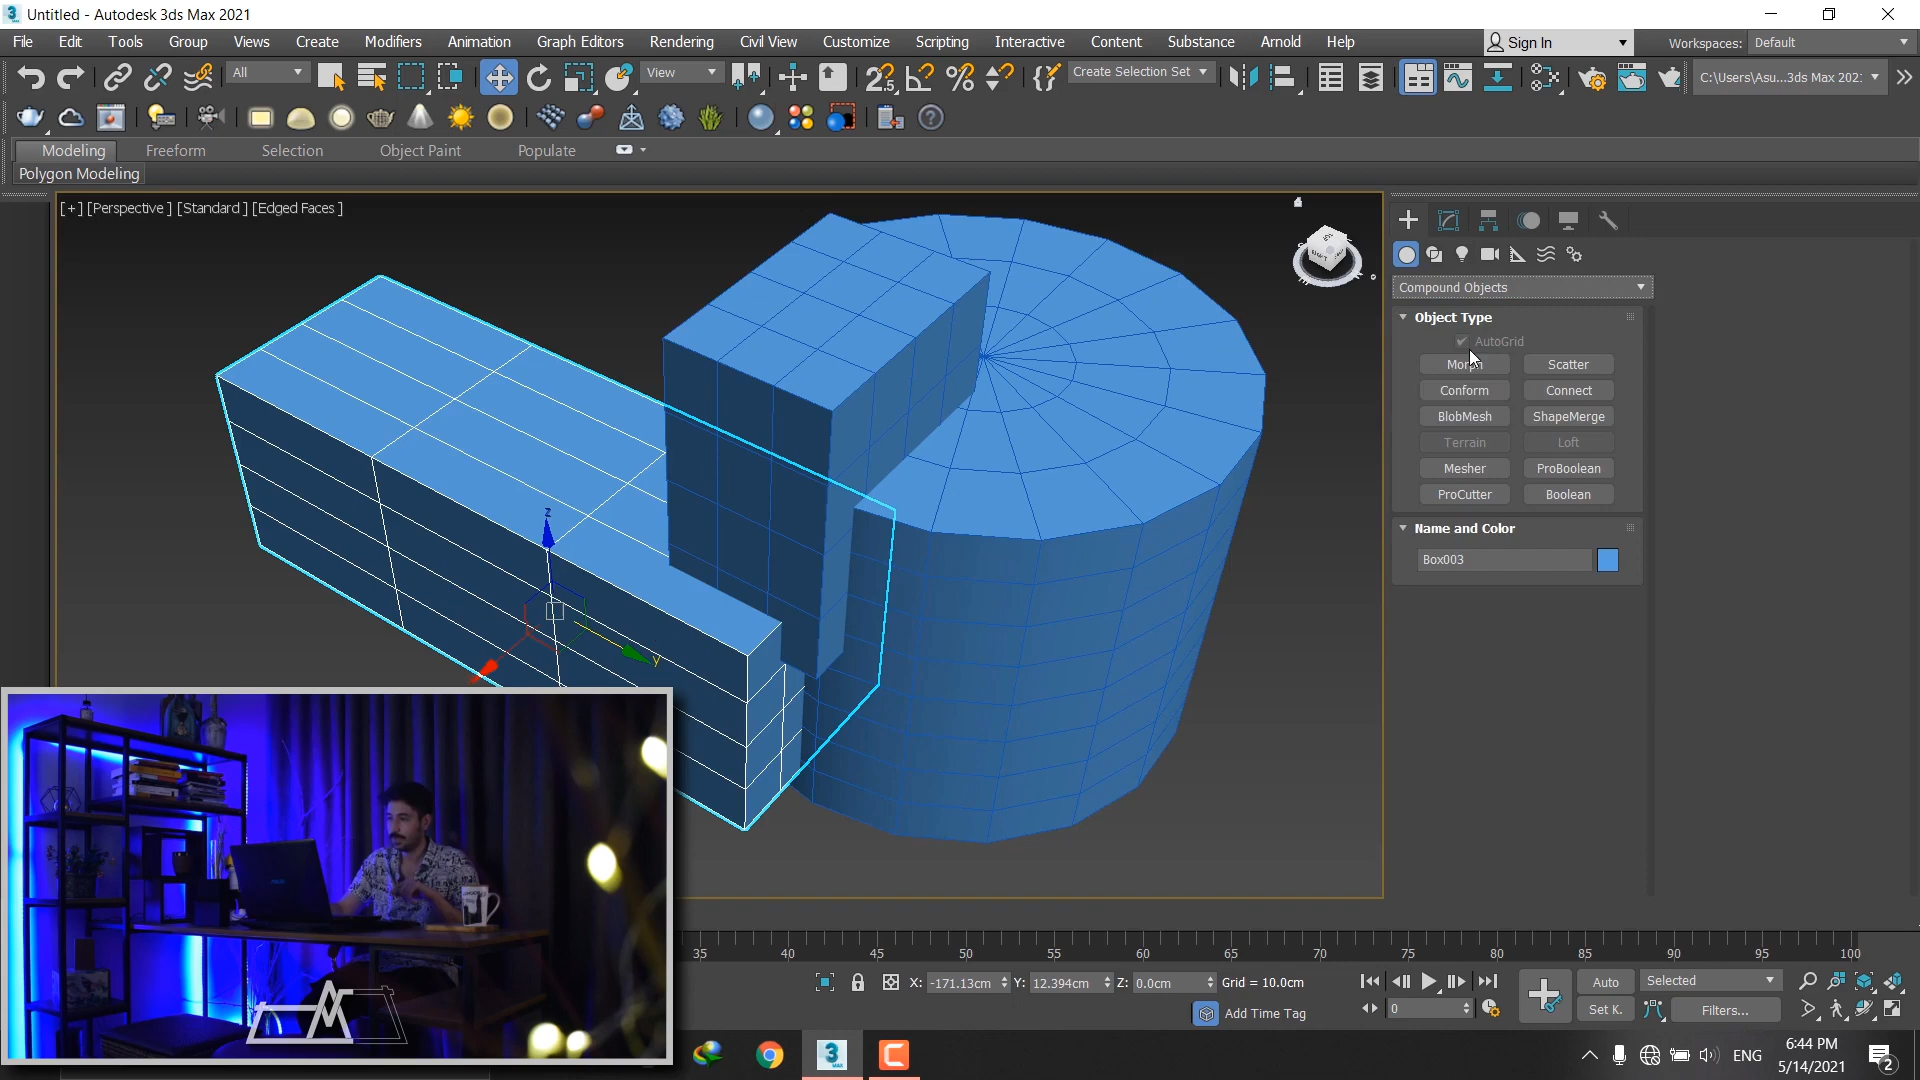 Untitled - Autodesk 3ds Max 2021
File Edit Tools Group Views Create Modifiers Animation Graph Editors Rendering Civil View Customize Scripting Interactive Content Substance Arnold Help
Sign In
Workspaces: Default
All
View
Create Selection Set
C:\Users\Asu...3ds Max 202:
Modeling Freeform Selection Object Paint Populate
Polygon Modeling
[+] [Perspective ] [Standard ] [Edged Faces ]
TOP
z
y
Compound Objects
Object Type
AutoGrid
Morph Scatter
Conform Connect
BlobMesh ShapeMerge
Terrain Loft
Mesher ProBoolean
ProCutter Boolean
Name and Color
Box003
35 40 45 50 55 60 65 70 75 80 85 90 95 100
X: -171.13cm Y: 12.394cm Z: 0.0cm Grid = 10.0cm
Auto Selected
Add Time Tag
0
Set K. Filters...
3 MAX
ENG
6:44 PM
5/14/2021
2